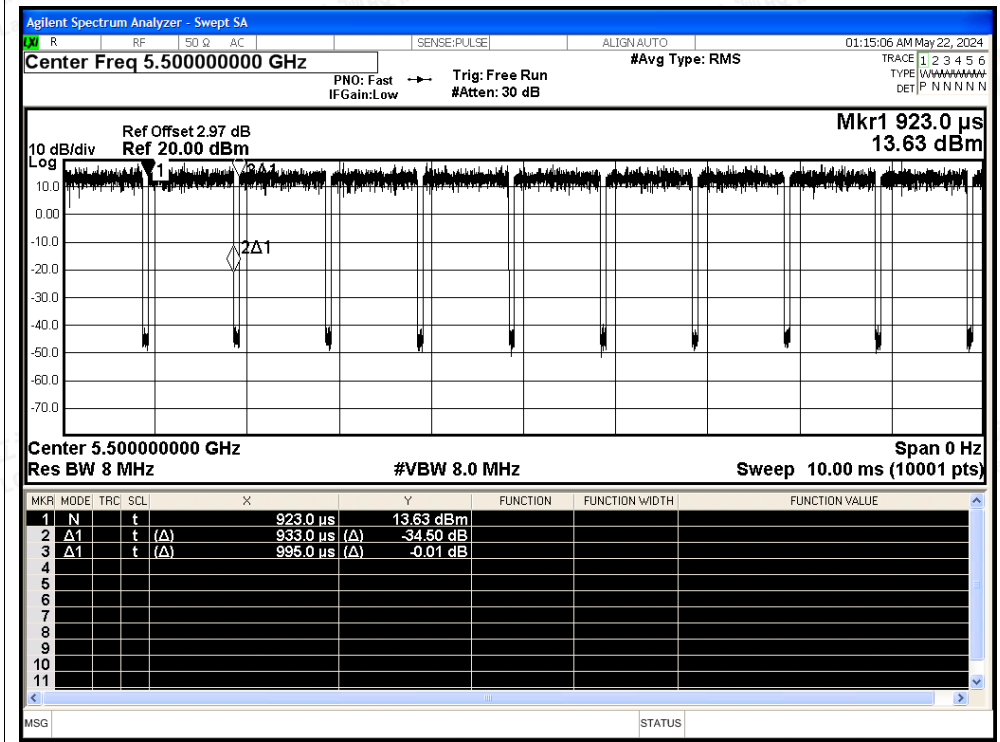 Agilent Spectrum Analyzer - Swept SA
LXI R RF 50 Ω AC SENSE:PULSE ALIGN AUTO 01:15:06 AM May 22, 2024
Center Freq 5.500000000 GHz #Avg Type: RMS TRACE 1 2 3 4 5 6
PNO: Fast Trig: Free Run TYPE WWWWWW
IFGain:Low #Atten: 30 dB DET P N N N N N
Mkr1 923.0 µs
Ref Offset 2.97 dB
10 dB/div Ref 20.00 dBm 13.63 dBm
Log
1 3Δ1
10.0
0.00
-10.0
2Δ1
-20.0
-30.0
-40.0
-50.0
-60.0
-70.0
Center 5.500000000 GHz Span 0 Hz
Res BW 8 MHz #VBW 8.0 MHz Sweep 10.00 ms (10001 pts)
MKR MODE TRC SCL X Y FUNCTION FUNCTION WIDTH FUNCTION VALUE
1 N t 923.0 µs 13.63 dBm
2 Δ1 t (Δ) 933.0 µs (Δ) -34.50 dB
3 Δ1 t (Δ) 995.0 µs (Δ) -0.01 dB
4
5
6
7
8
9
10
11
MSG STATUS